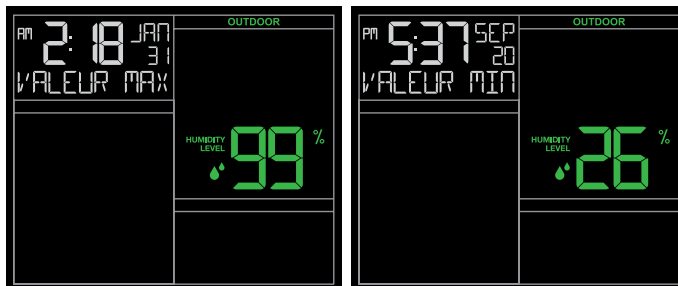 OUTDOOR
AM 2:18 JAN 31
VALEUR MAX
HUMIDITY LEVEL 99 %
OUTDOOR
PM 5:37 SEP 20
VALEUR MIN
HUMIDITY LEVEL 26 %